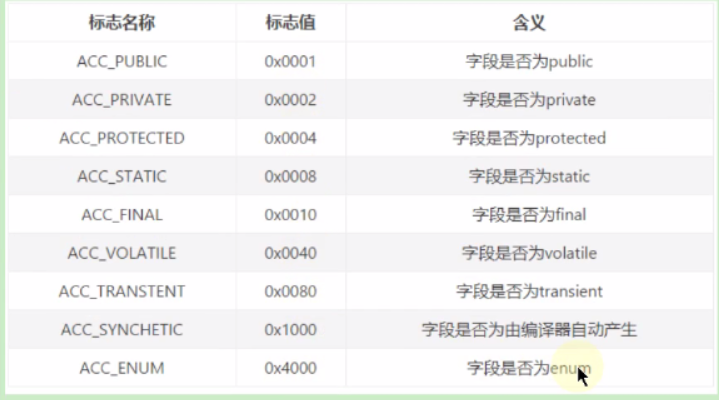 标志名称 标志值 含义
ACC_PUBLIC 0x0001 字段是否为public
ACC_PRIVATE 0x0002 字段是否为private
ACC_PROTECTED 0x0004 字段是否为protected
ACC_STATIC 0x0008 字段是否为static
ACC_FINAL 0x0010 字段是否为final
ACC_VOLATILE 0x0040 字段是否为volatile
ACC_TRANSTENT 0x0080 字段是否为transient
ACC_SYNCHETIC 0x1000 字段是否为由编译器自动产生
ACC_ENUM 0x4000 字段是否为enum